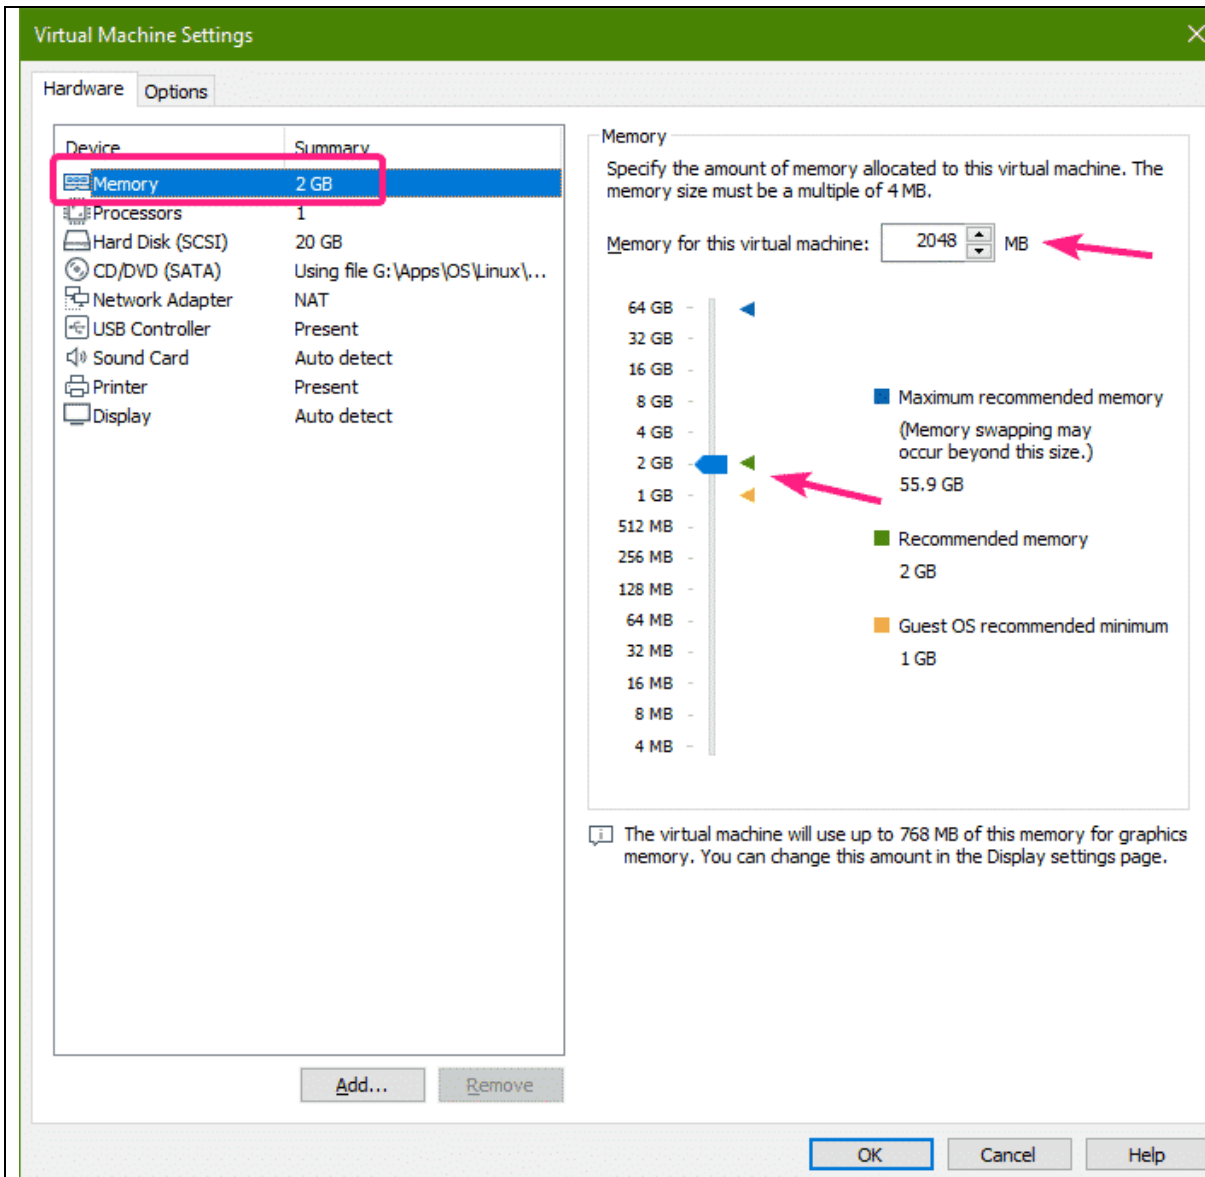 Virtual Machine Settings
Hardware
Options
Device Summary
Memory 2 GB
Processors 1
Hard Disk (SCSI) 20 GB
CD/DVD (SATA) Using file G:\Apps\OS\Linux\...
Network Adapter NAT
USB Controller Present
Sound Card Auto detect
Printer Present
Display Auto detect
Add...
Remove
Memory
Specify the amount of memory allocated to this virtual machine. The
memory size must be a multiple of 4 MB.
Memory for this virtual machine: 2048 MB
64 GB
32 GB
16 GB
8 GB
4 GB
2 GB
1 GB
512 MB
256 MB
128 MB
64 MB
32 MB
16 MB
8 MB
4 MB
Maximum recommended memory
(Memory swapping may
occur beyond this size.)
55.9 GB
Recommended memory
2 GB
Guest OS recommended minimum
1 GB
The virtual machine will use up to 768 MB of this memory for graphics
memory. You can change this amount in the Display settings page.
OK
Cancel
Help